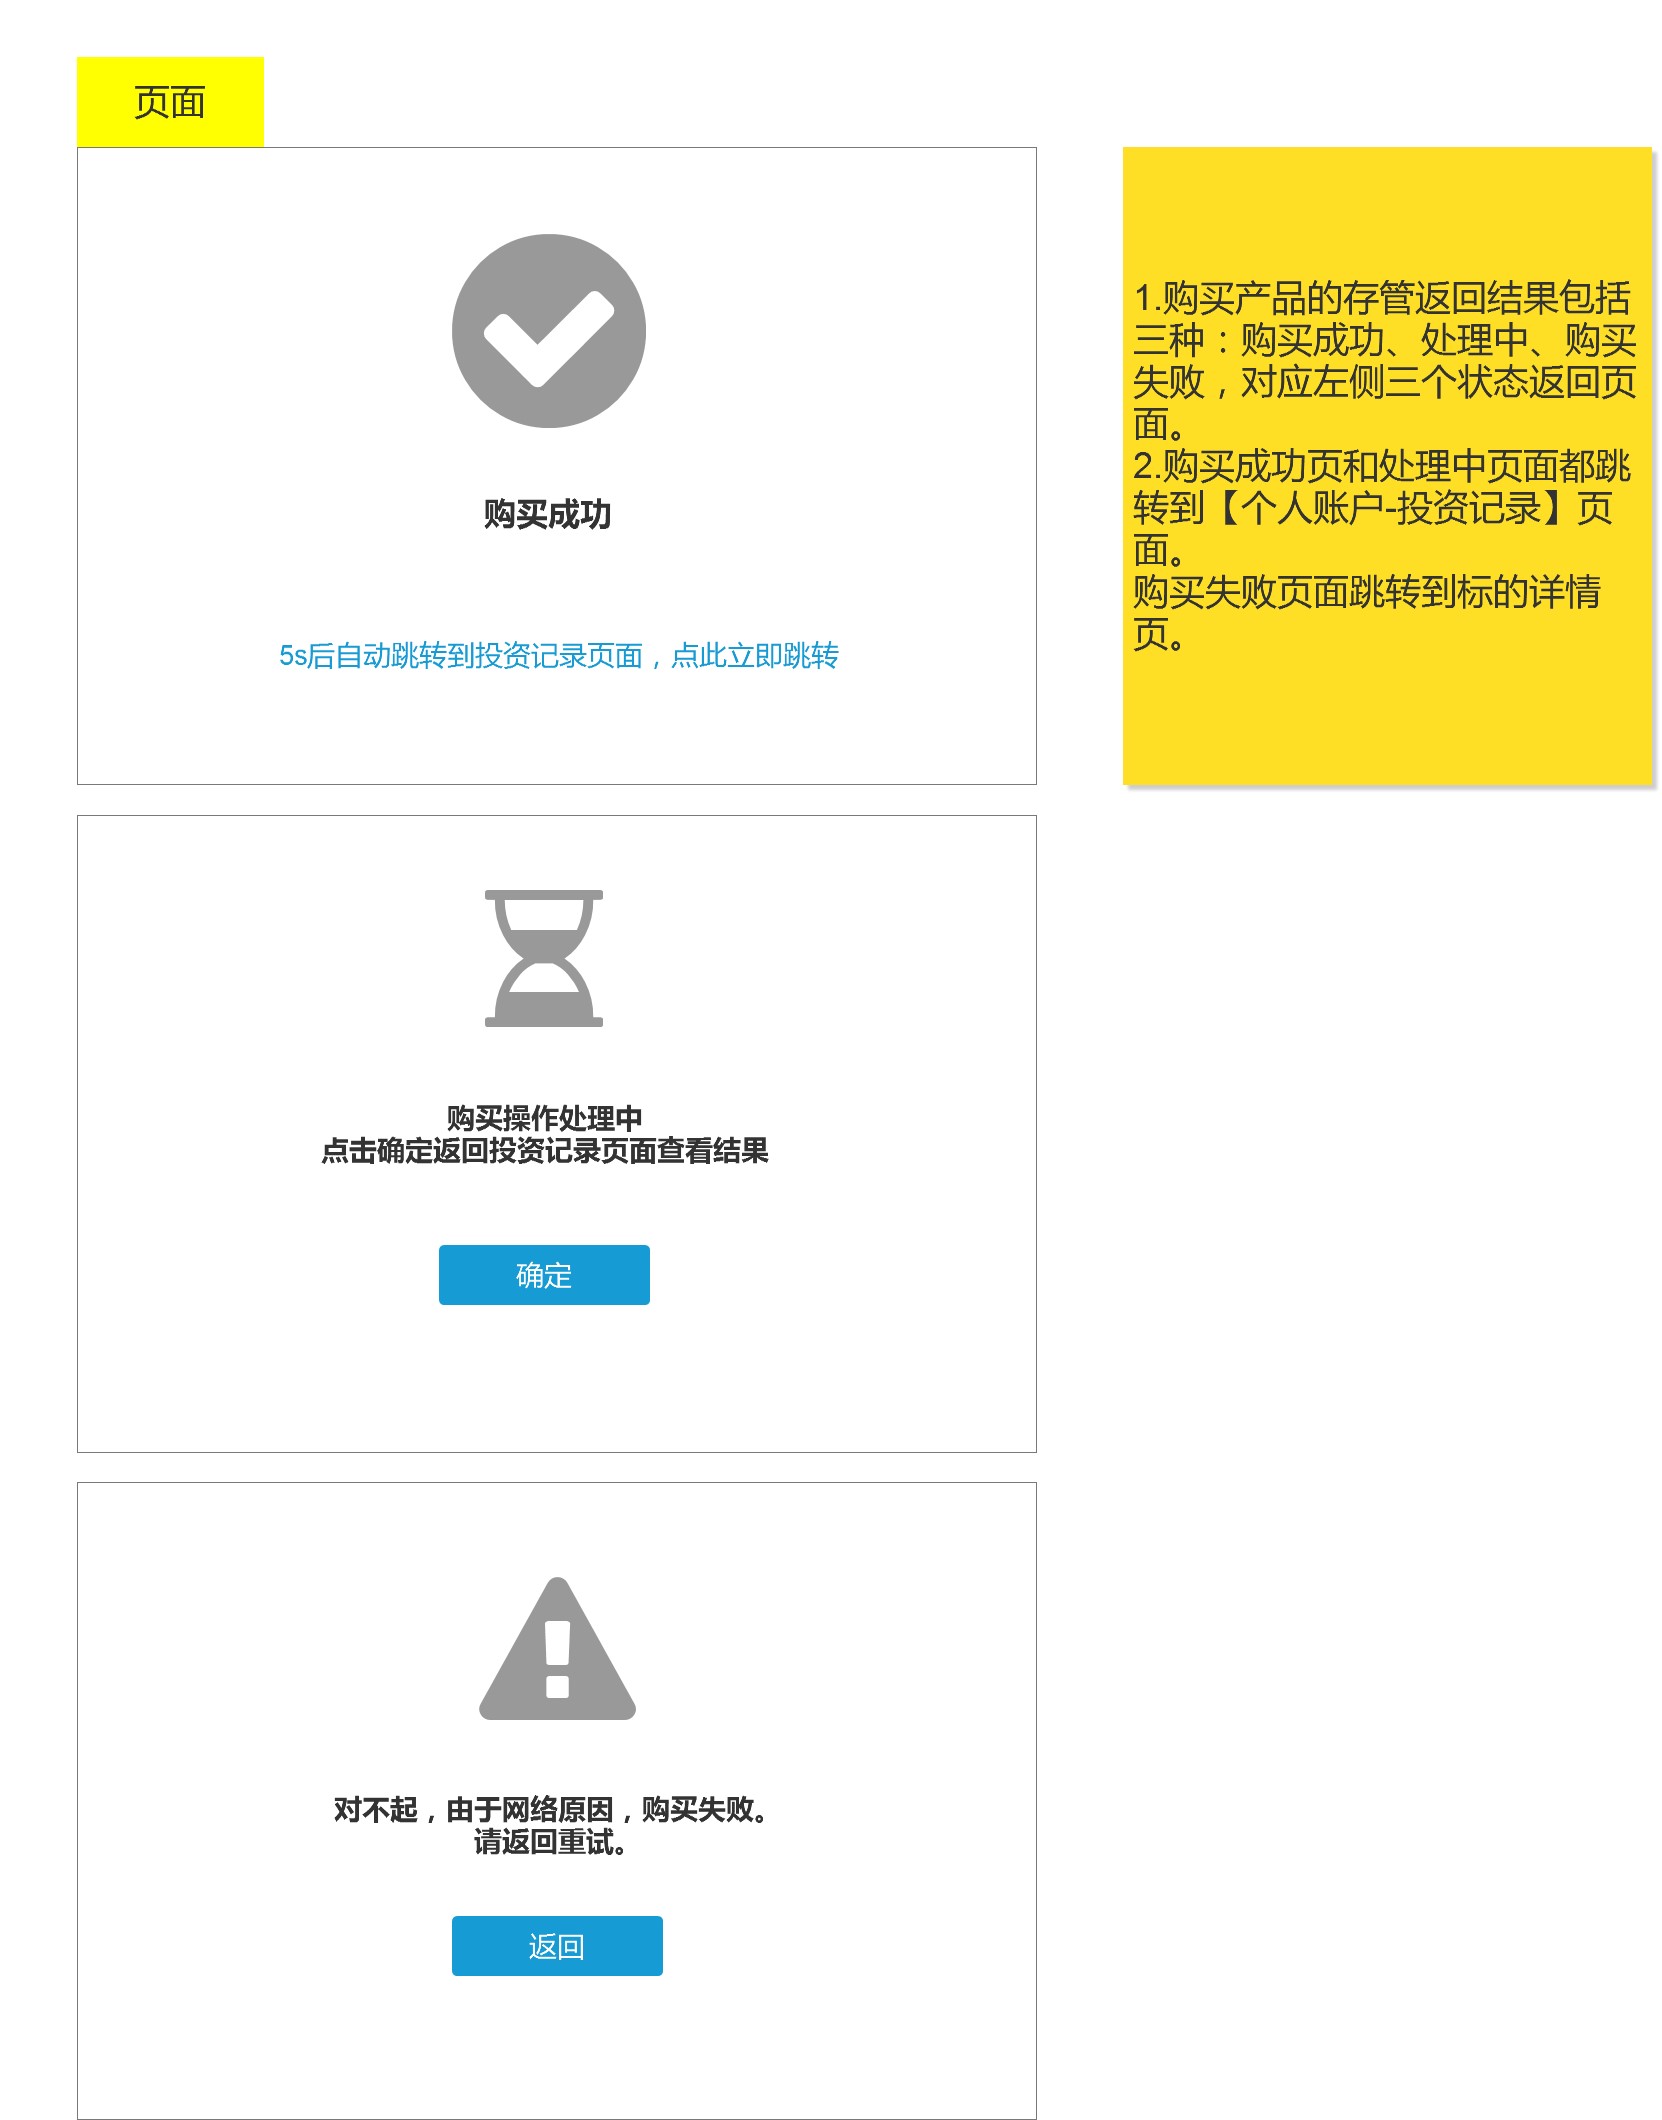 页面
购买成功
5s后自动跳转到投资记录页面，点此立即跳转
1.购买产品的存管返回结果包括
三种：购买成功、处理中、购买
失败，对应左侧三个状态返回页
面。
2.购买成功页和处理中页面都跳
转到【个人账户-投资记录】页
面。
购买失败页面跳转到标的详情
页。
购买操作处理中
点击确定返回投资记录页面查看结果
确定
对不起，由于网络原因，购买失败。
请返回重试。
返回